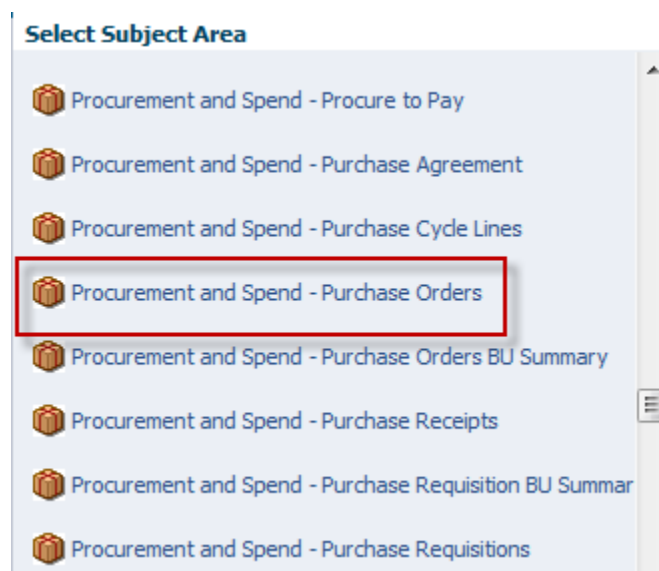 Select Subject Area
Procurement and Spend - Procure to Pay
Procurement and Spend - Purchase Agreement
Procurement and Spend - Purchase Cycle Lines
Procurement and Spend - Purchase Orders
Procurement and Spend - Purchase Orders BU Summary
Procurement and Spend - Purchase Receipts
Procurement and Spend - Purchase Requisition BU Summar
Procurement and Spend - Purchase Requisitions